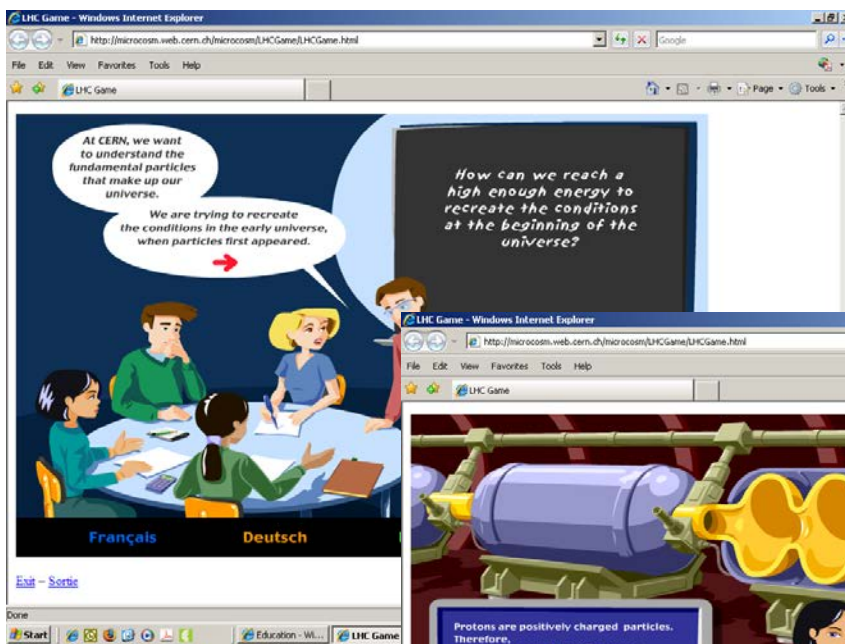 LHC Game - Windows Internet Explorer
http://microcosm.web.cern.ch/microcosm/LHCGame/LHCGame.html
Google
File Edit View Favorites Tools Help
LHC Game
Page
Tools
At CERN, we want
to understand the
fundamental particles
that make up our
universe.
We are trying to recreate
the conditions in the early universe,
when particles first appeared.
How can we reach a
high enough energy to
recreate the conditions
at the beginning of the
universe?
Français Deutsch
Exit – Sortie
Done
Start
Education - Wi...
LHC Game
LHC Game - Windows Internet Explorer
http://microcosm.web.cern.ch/microcosm/LHCGame/LHCGame.html
File Edit View Favorites Tools Help
LHC Game
Protons are positively charged particles.
Therefore,